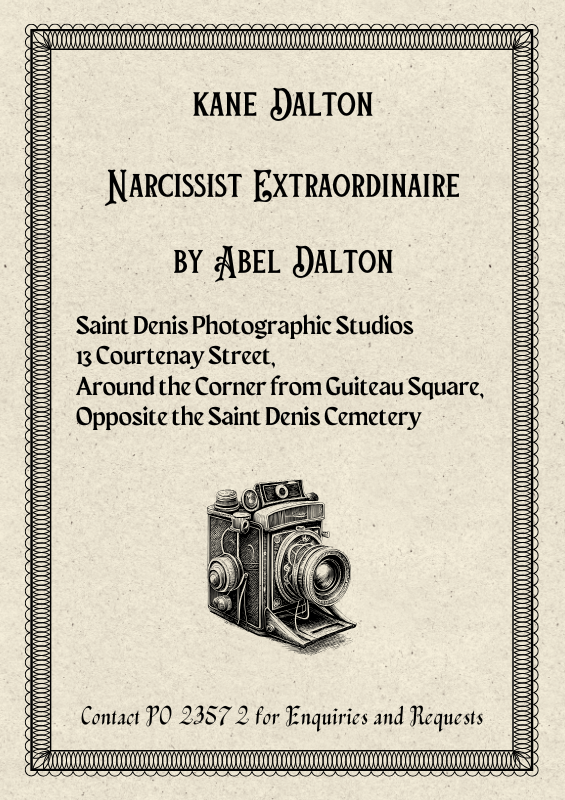 KANE DALTON
NARCISSIST EXTRAORDINAIRE
BY ABEL DALTON
Saint Denis Photographic Studios
13 Courtenay Street,
Around the Corner from Guiteau Square,
Opposite the Saint Denis Cemetery
Contact PO 2357 2 for Enquiries and Requests